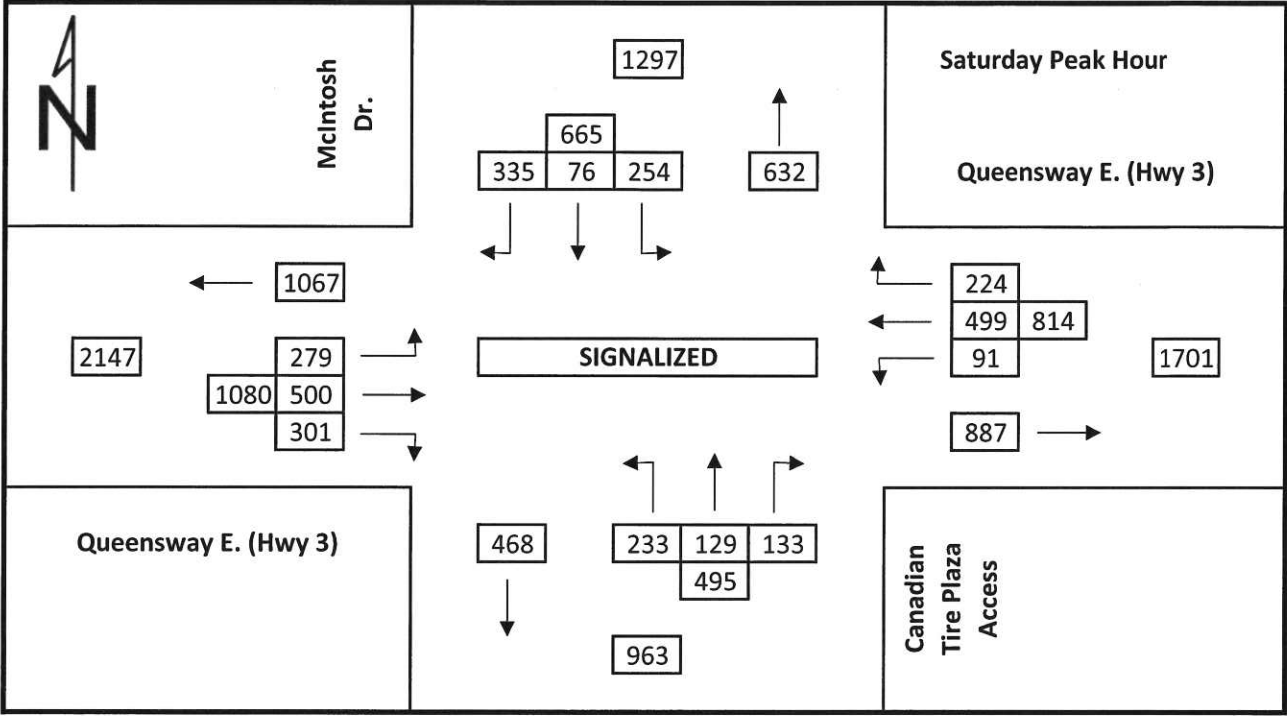 N
McIntosh
Dr.
1297
665
335 76 254
632
Saturday Peak Hour
Queensway E. (Hwy 3)
1067
2147
279
1080 500
301
SIGNALIZED
224
499 814
91
1701
887
Queensway E. (Hwy 3)
468
233 129 133
495
963
Canadian
Tire Plaza
Access